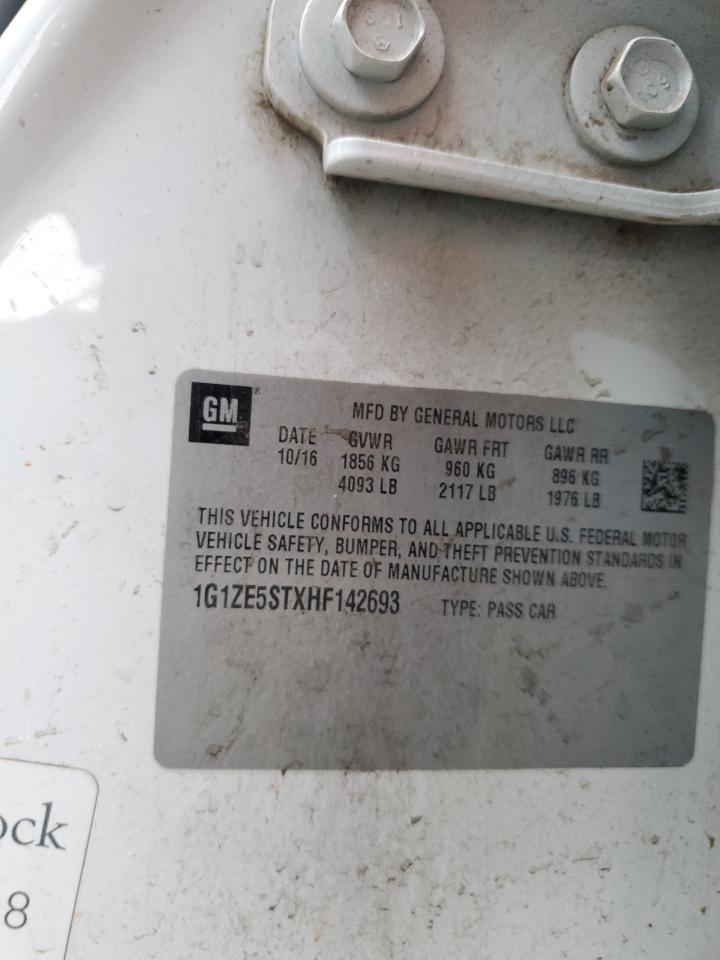 GM
MFD BY GENERAL MOTORS LLC
DATE GVWR GAWR FRT GAWR RR
10/16 1856 KG 960 KG 896 KG
4093 LB 2117 LB 1976 LB
THIS VEHICLE CONFORMS TO ALL APPLICABLE U.S. FEDERAL MOTOR
VEHICLE SAFETY, BUMPER, AND THEFT PREVENTION STANDARDS IN
EFFECT ON THE DATE OF MANUFACTURE SHOWN ABOVE.
1G1ZE5STXHF142693 TYPE: PASS CAR
ock
8